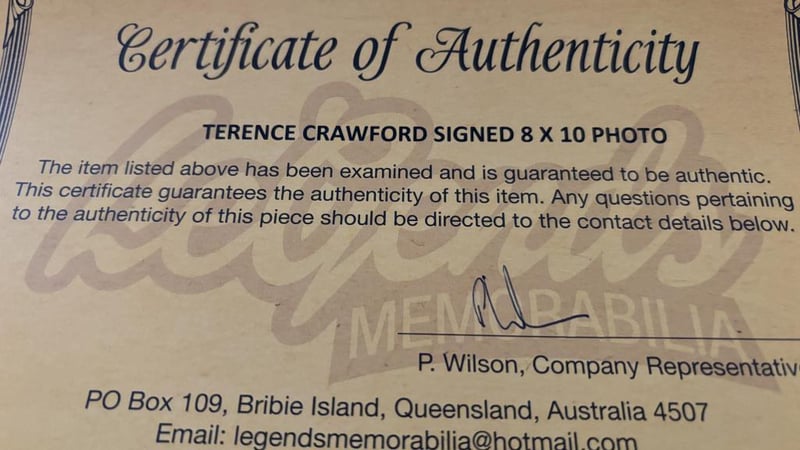 Certificate of Authenticity
TERENCE CRAWFORD SIGNED 8 X 10 PHOTO
The item listed above has been examined and is guaranteed to be authentic.
This certificate guarantees the authenticity of this item. Any questions pertaining
to the authenticity of this piece should be directed to the contact details below.
Legends
MEMORABILIA
P. Wilson, Company Representativ
PO Box 109, Bribie Island, Queensland, Australia 4507
Email: legendsmemorabilia@hotmail.com